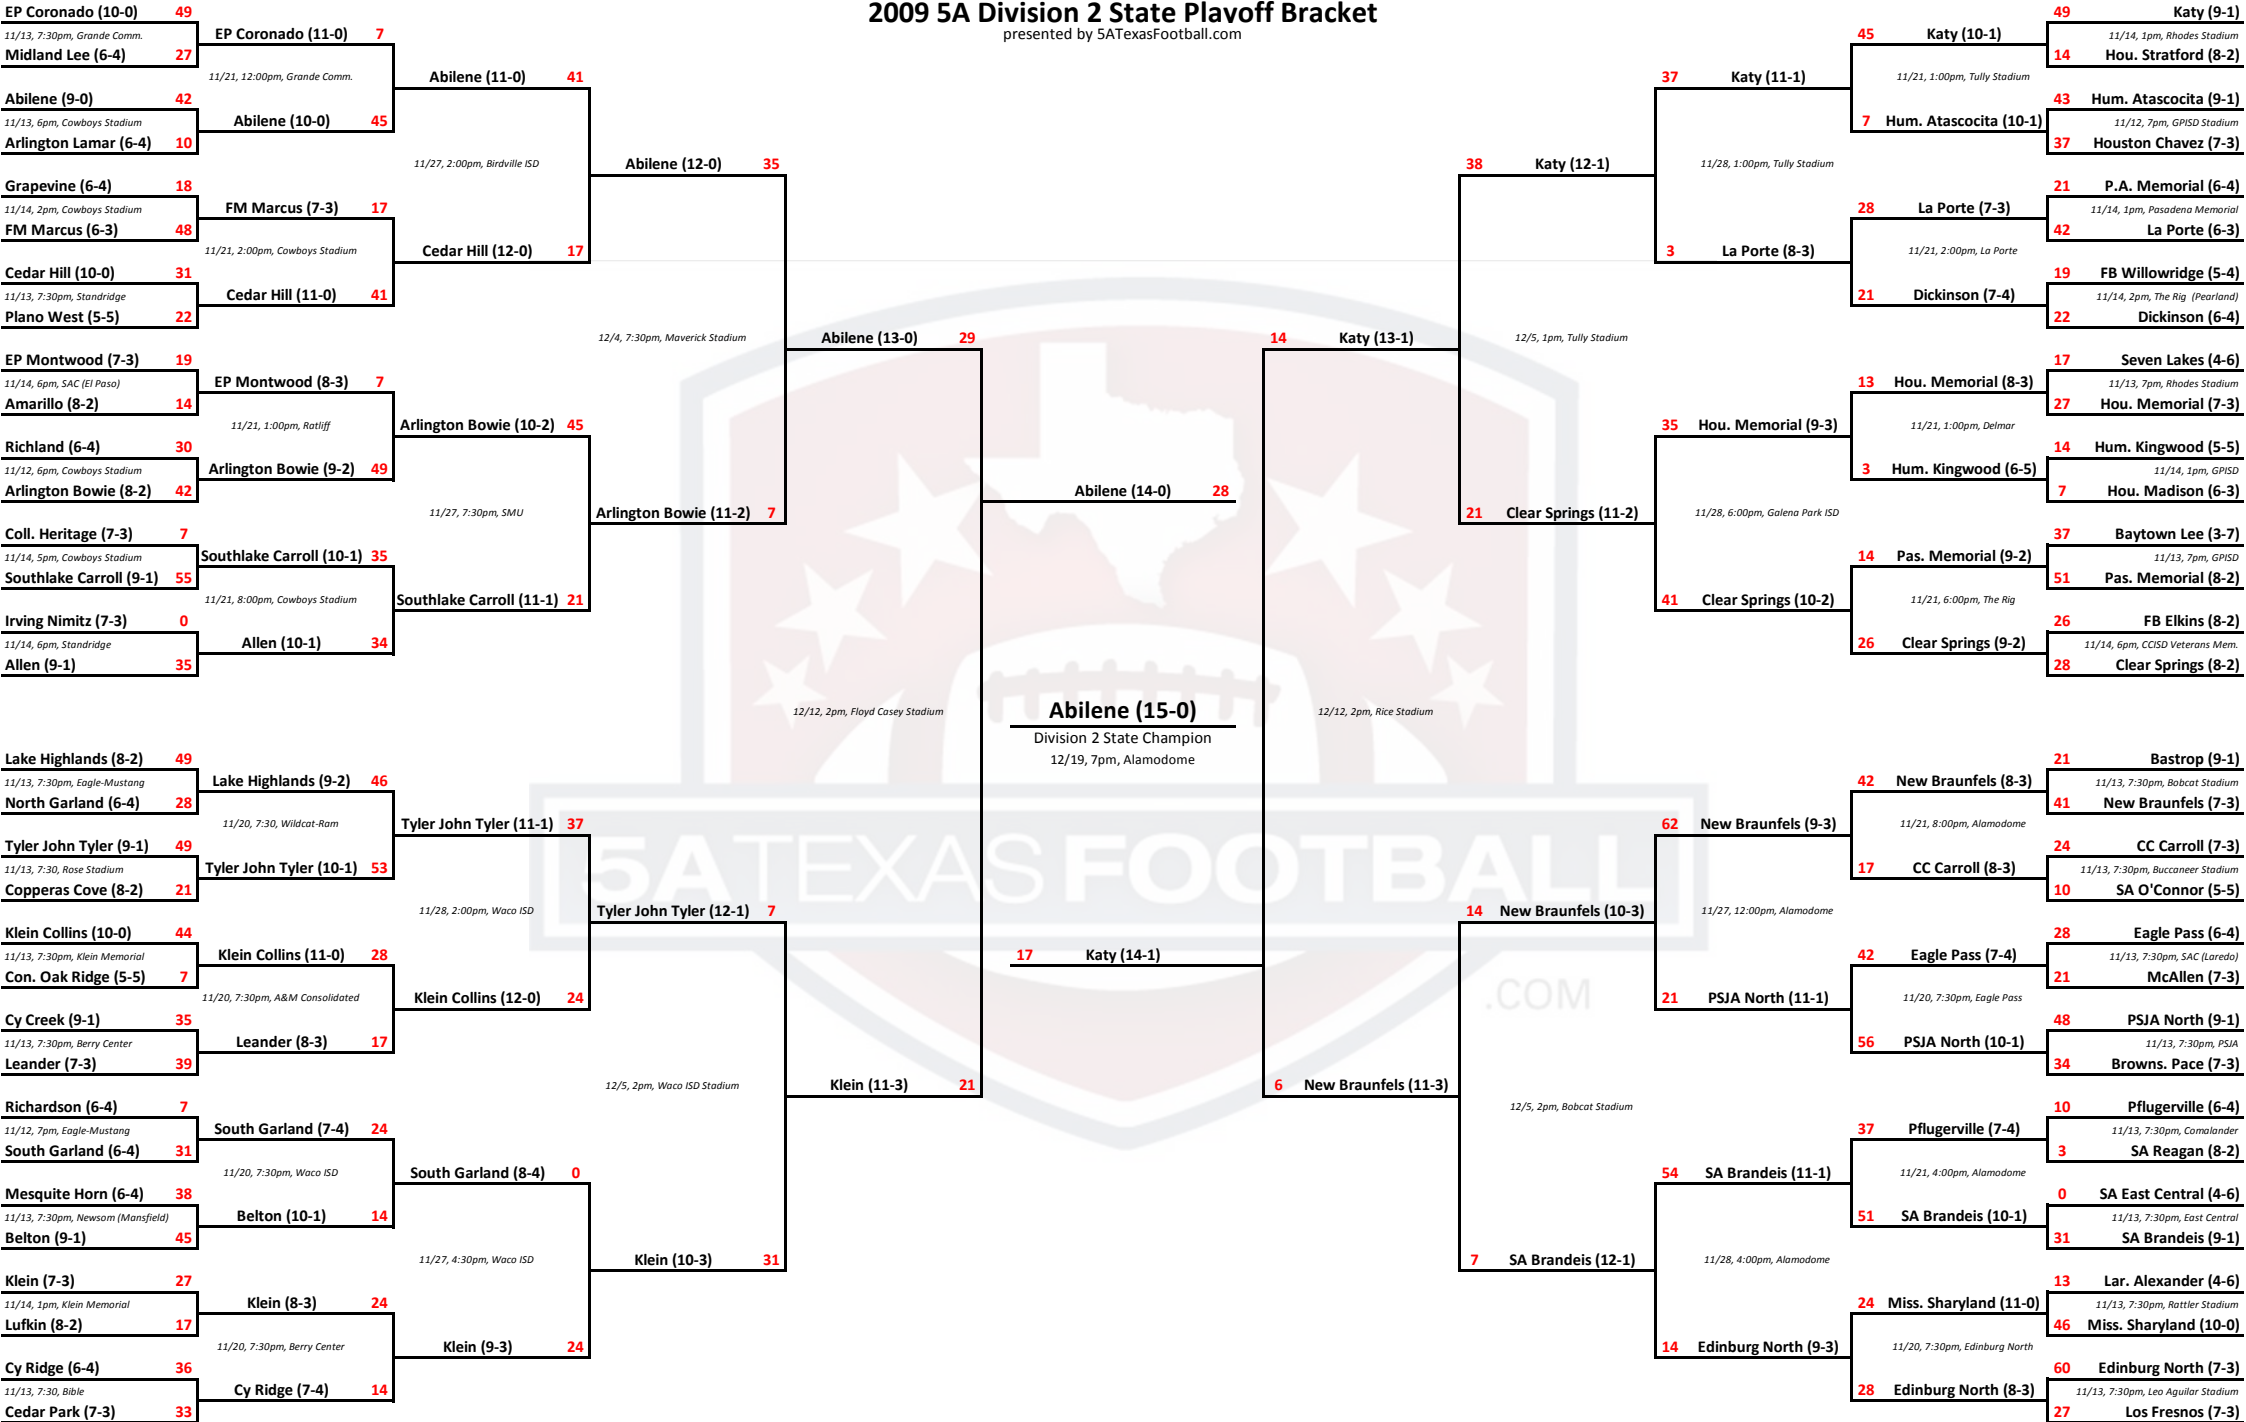 2009 5A Division 2 State Playoff Bracket
presented by 5ATexasFootball.com
EP Coronado (10-0) 49
11/13, 7:30pm, Grande Comm.
Midland Lee (6-4) 27
Abilene (9-0) 42
11/13, 6pm, Cowboys Stadium
Arlington Lamar (6-4) 10
Grapevine (6-4) 18
11/14, 2pm, Cowboys Stadium
FM Marcus (6-3) 48
Cedar Hill (10-0) 31
11/13, 7:30pm, Standridge
Plano West (5-5) 22
EP Montwood (7-3) 19
11/14, 6pm, SAC (El Paso)
Amarillo (8-2) 14
Richland (6-4) 30
11/12, 6pm, Cowboys Stadium
Arlington Bowie (8-2) 42
Coll. Heritage (7-3) 7
11/14, 5pm, Cowboys Stadium
Southlake Carroll (9-1) 55
Irving Nimitz (7-3) 0
11/14, 6pm, Standridge
Allen (9-1) 35
Lake Highlands (8-2) 49
11/13, 7:30pm, Eagle-Mustang
North Garland (6-4) 28
Tyler John Tyler (9-1) 49
11/13, 7:30, Rose Stadium
Copperas Cove (8-2) 21
Klein Collins (10-0) 44
11/13, 7:30pm, Klein Memorial
Con. Oak Ridge (5-5) 7
Cy Creek (9-1) 35
11/13, 7:30pm, Berry Center
Leander (7-3) 39
Richardson (6-4) 7
11/12, 7pm, Eagle-Mustang
South Garland (6-4) 31
Mesquite Horn (6-4) 38
11/13, 7:30pm, Newsom (Mansfield)
Belton (9-1) 45
Klein (7-3) 27
11/14, 1pm, Klein Memorial
Lufkin (8-2) 17
Cy Ridge (6-4) 36
11/13, 7:30, Bible
Cedar Park (7-3) 33
EP Coronado (11-0) 7
11/21, 12:00pm, Grande Comm.
Abilene (10-0) 45
FM Marcus (7-3) 17
11/21, 2:00pm, Cowboys Stadium
Cedar Hill (11-0) 41
EP Montwood (8-3) 7
11/21, 1:00pm, Ratliff
Arlington Bowie (9-2) 49
Southlake Carroll (10-1) 35
11/21, 8:00pm, Cowboys Stadium
Allen (10-1) 34
Lake Highlands (9-2) 46
11/20, 7:30, Wildcat-Ram
Tyler John Tyler (10-1) 53
Klein Collins (11-0) 28
11/20, 7:30pm, A&M Consolidated
Leander (8-3) 17
South Garland (7-4) 24
11/20, 7:30pm, Waco ISD
Belton (10-1) 14
Klein (8-3) 24
11/20, 7:30pm, Berry Center
Cy Ridge (7-4) 14
Abilene (11-0) 41
11/27, 2:00pm, Birdville ISD
Cedar Hill (12-0) 17
Arlington Bowie (10-2) 45
11/27, 7:30pm, SMU
Southlake Carroll (11-1) 21
Tyler John Tyler (11-1) 37
11/28, 2:00pm, Waco ISD
Klein Collins (12-0) 24
South Garland (8-4) 0
11/27, 4:30pm, Waco ISD
Klein (9-3) 24
Abilene (12-0) 35
12/4, 7:30pm, Maverick Stadium
Arlington Bowie (11-2) 7
Tyler John Tyler (12-1) 7
12/5, 2pm, Waco ISD Stadium
Klein (10-3) 31
Abilene (13-0) 29
12/12, 2pm, Floyd Casey Stadium
Klein (11-3) 21
Abilene (14-0) 28
Abilene (15-0)
Division 2 State Champion
12/19, 7pm, Alamodome
17 Katy (14-1)
14 Katy (13-1)
12/12, 2pm, Rice Stadium
6 New Braunfels (11-3)
38 Katy (12-1)
12/5, 1pm, Tully Stadium
21 Clear Springs (11-2)
14 New Braunfels (10-3)
12/5, 2pm, Bobcat Stadium
7 SA Brandeis (12-1)
37 Katy (11-1)
11/28, 1:00pm, Tully Stadium
3 La Porte (8-3)
35 Hou. Memorial (9-3)
11/28, 6:00pm, Galena Park ISD
41 Clear Springs (10-2)
62 New Braunfels (9-3)
11/27, 12:00pm, Alamodome
21 PSJA North (11-1)
54 SA Brandeis (11-1)
11/28, 4:00pm, Alamodome
14 Edinburg North (9-3)
45 Katy (10-1)
11/21, 1:00pm, Tully Stadium
7 Hum. Atascocita (10-1)
28 La Porte (7-3)
11/21, 2:00pm, La Porte
21 Dickinson (7-4)
13 Hou. Memorial (8-3)
11/21, 1:00pm, Delmar
3 Hum. Kingwood (6-5)
14 Pas. Memorial (9-2)
11/21, 6:00pm, The Rig
26 Clear Springs (9-2)
42 New Braunfels (8-3)
11/21, 8:00pm, Alamodome
17 CC Carroll (8-3)
42 Eagle Pass (7-4)
11/20, 7:30pm, Eagle Pass
56 PSJA North (10-1)
37 Pflugerville (7-4)
11/21, 4:00pm, Alamodome
51 SA Brandeis (10-1)
24 Miss. Sharyland (11-0)
11/20, 7:30pm, Edinburg North
28 Edinburg North (8-3)
49 Katy (9-1)
11/14, 1pm, Rhodes Stadium
14 Hou. Stratford (8-2)
43 Hum. Atascocita (9-1)
11/12, 7pm, GPISD Stadium
37 Houston Chavez (7-3)
21 P.A. Memorial (6-4)
11/14, 1pm, Pasadena Memorial
42 La Porte (6-3)
19 FB Willowridge (5-4)
11/14, 2pm, The Rig (Pearland)
22 Dickinson (6-4)
17 Seven Lakes (4-6)
11/13, 7pm, Rhodes Stadium
27 Hou. Memorial (7-3)
14 Hum. Kingwood (5-5)
11/14, 1pm, GPISD
7 Hou. Madison (6-3)
37 Baytown Lee (3-7)
11/13, 7pm, GPISD
51 Pas. Memorial (8-2)
26 FB Elkins (8-2)
11/14, 6pm, CCISD Veterans Mem.
28 Clear Springs (8-2)
21 Bastrop (9-1)
11/13, 7:30pm, Bobcat Stadium
41 New Braunfels (7-3)
24 CC Carroll (7-3)
11/13, 7:30pm, Buccaneer Stadium
10 SA O'Connor (5-5)
28 Eagle Pass (6-4)
11/13, 7:30pm, SAC (Laredo)
21 McAllen (7-3)
48 PSJA North (9-1)
11/13, 7:30pm, PSJA
34 Browns. Pace (7-3)
10 Pflugerville (6-4)
11/13, 7:30pm, Comalander
3 SA Reagan (8-2)
0 SA East Central (4-6)
11/13, 7:30pm, East Central
31 SA Brandeis (9-1)
13 Lar. Alexander (4-6)
11/13, 7:30pm, Rattler Stadium
46 Miss. Sharyland (10-0)
60 Edinburg North (7-3)
11/13, 7:30pm, Leo Aguilar Stadium
27 Los Fresnos (7-3)
5ATEXASFOOTBALL
.COM